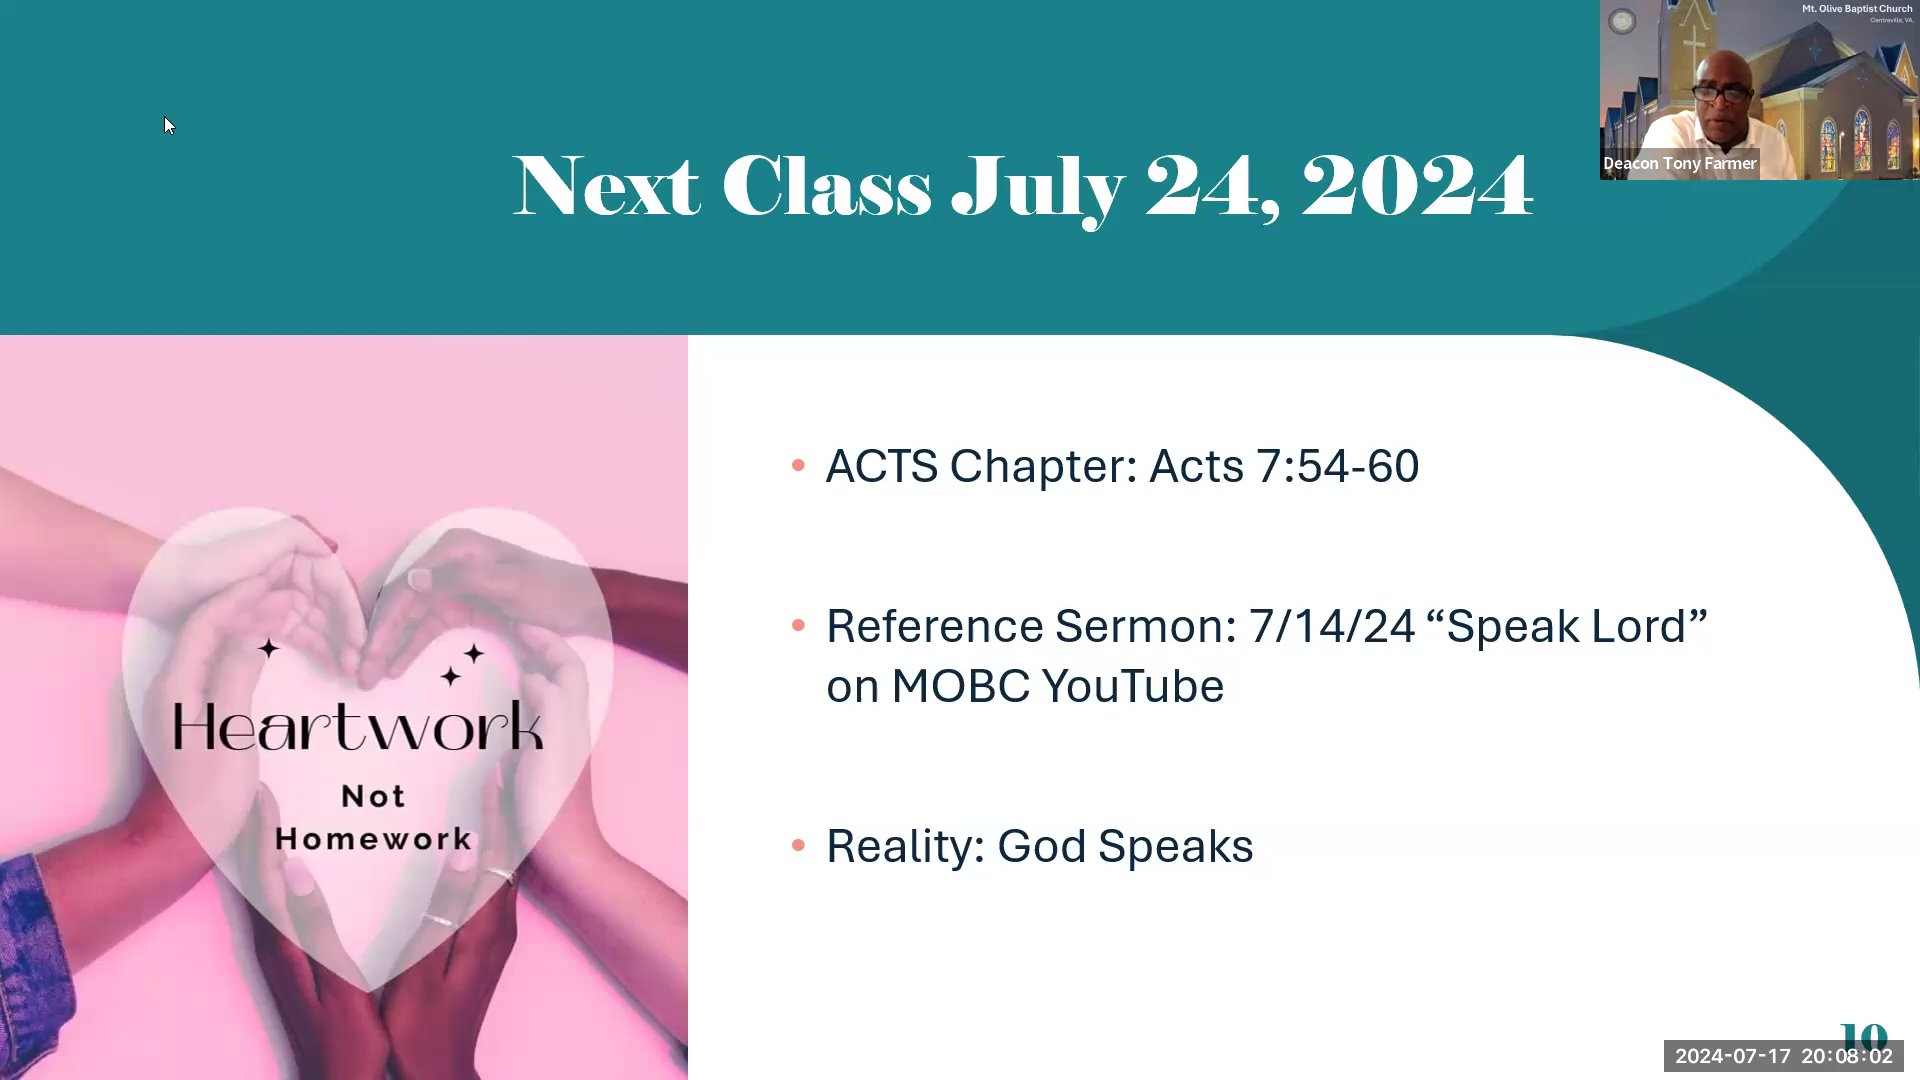 Mt. Olive Baptist Church
Centreville, VA.
Deacon Tony Farmer
Next Class July 24, 2024
• ACTS Chapter: Acts 7:54-60
• Reference Sermon: 7/14/24 “Speak Lord”
on MOBC YouTube
• Reality: God Speaks
Heartwork
Not
Homework
10
2024-07-17 20:08:02